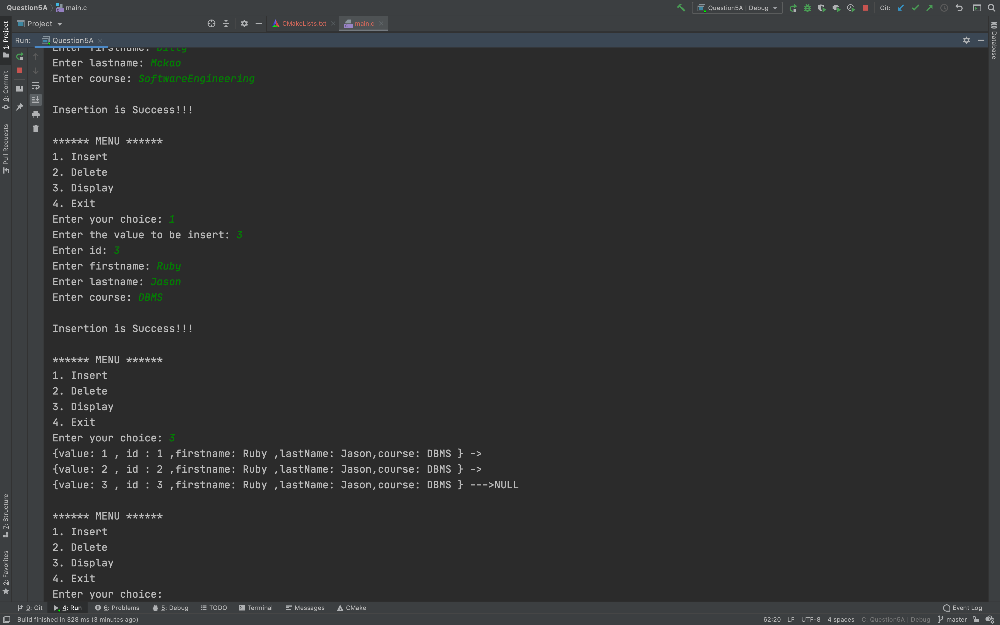 Question5A
main.c
Question5A | Debug
Git:
Project
CMakeLists.txt
main.c
Run:
Question5A
1: Project
0: Commit
Pull Requests
7: Structure
2: Favorites
Database
Enter firstname:
Enter lastname: Mckao
Enter course: SoftwareEngineering
Insertion is Success!!!
****** MENU ******
1. Insert
2. Delete
3. Display
4. Exit
Enter your choice: 1
Enter the value to be insert: 3
Enter id: 3
Enter firstname: Ruby
Enter lastname: Jason
Enter course: DBMS
Insertion is Success!!!
****** MENU ******
1. Insert
2. Delete
3. Display
4. Exit
Enter your choice: 3
{value: 1 , id : 1 ,firstname: Ruby ,lastName: Jason,course: DBMS } ->
{value: 2 , id : 2 ,firstname: Ruby ,lastName: Jason,course: DBMS } ->
{value: 3 , id : 3 ,firstname: Ruby ,lastName: Jason,course: DBMS } --->NULL
****** MENU ******
1. Insert
2. Delete
3. Display
4. Exit
Enter your choice:
9: Git
4: Run
6: Problems
5: Debug
TODO
Terminal
Messages
CMake
Event Log
Build finished in 328 ms (3 minutes ago)
62:20
LF
UTF-8
4 spaces
C: Question5A | Debug
master